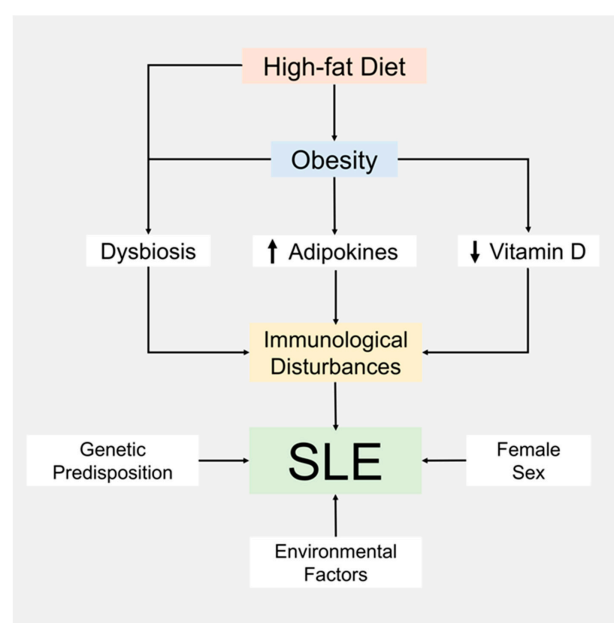 High-fat Diet
Obesity
Dysbiosis
↑ Adipokines
↓ Vitamin D
Immunological
Disturbances
Genetic
Predisposition
SLE
Female
Sex
Environmental
Factors